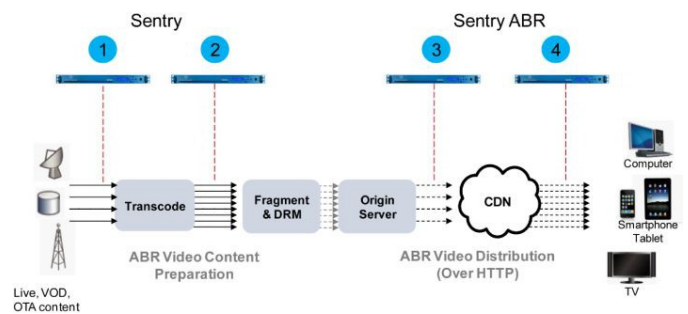 Sentry
Sentry ABR
1
2
3
4
Transcode
Fragment
& DRM
Origin
Server
CDN
Computer
Smartphone
Tablet
TV
ABR Video Content
Preparation
ABR Video Distribution
(Over HTTP)
Live, VOD,
OTA content